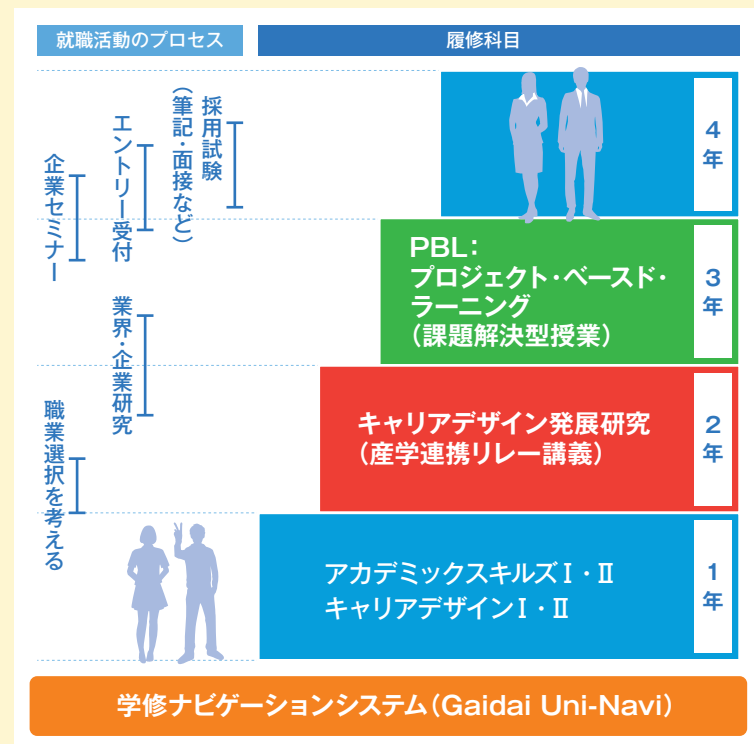 就職活動のプロセス
履修科目
採用試験
（筆記・面接など）
エントリー受付
企業セミナー
業界・企業研究
職業選択を考える
4年
PBL：
プロジェクト・ベースド・
ラーニング
（課題解決型授業）
3年
キャリアデザイン発展研究
（産学連携リレー講義）
2年
アカデミックスキルズⅠ・Ⅱ
キャリアデザインⅠ・Ⅱ
1年
学修ナビゲーションシステム（Gaidai Uni-Navi）